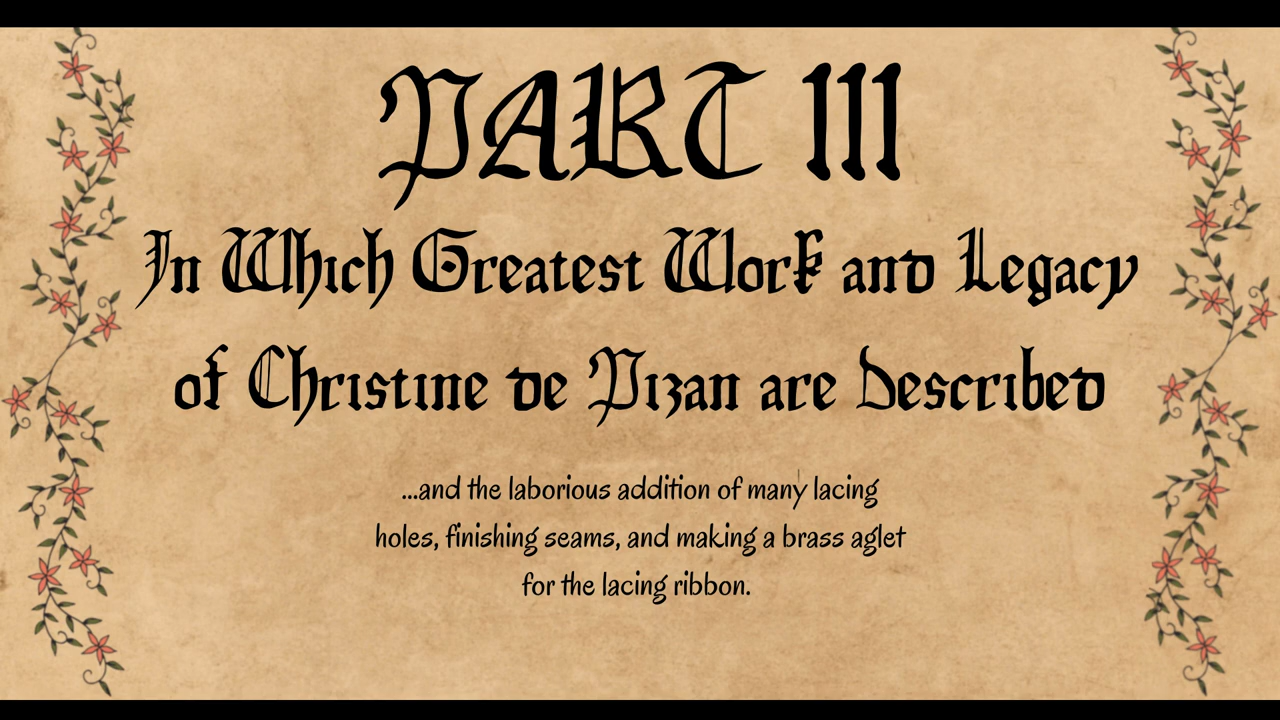 PART III
In Which Greatest Work and Legacy
of Christine de Pizan are Described
...and the laborious addition of many lacing
holes, finishing seams, and making a brass aglet
for the lacing ribbon.